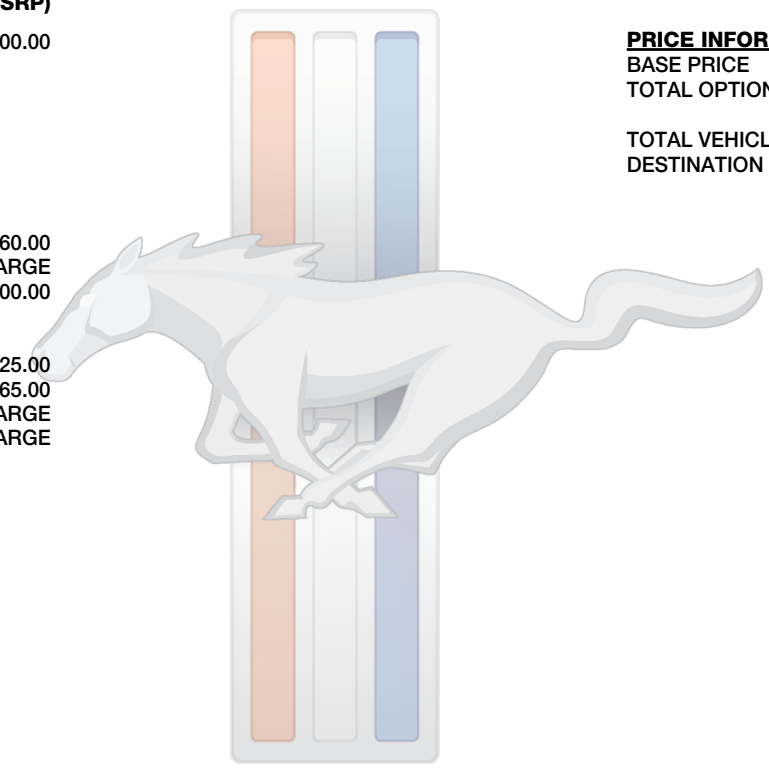 SRP)
00.00
60.00
ARGE
00.00
25.00
65.00
ARGE
ARGE
PRICE INFOR
BASE PRICE
TOTAL OPTION
TOTAL VEHICL
DESTINATION